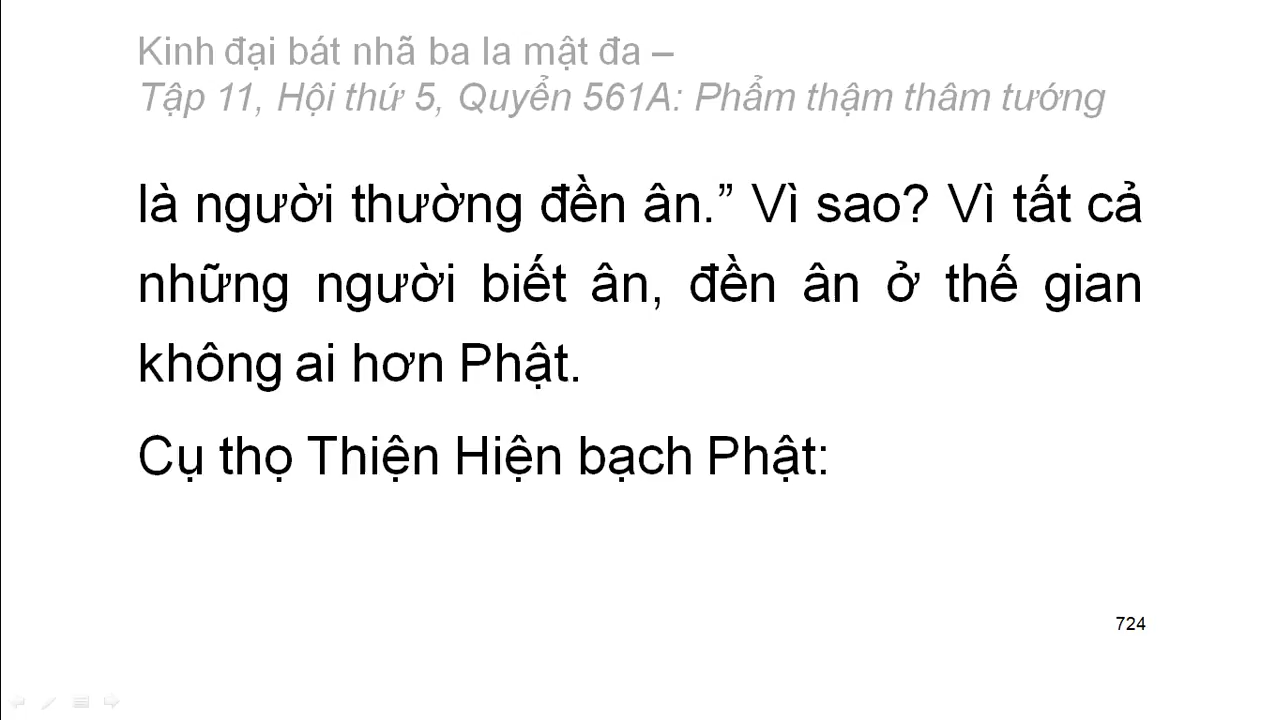 Kinh đại bát nhã ba la mật đa –
Tập 11, Hội thứ 5, Quyển 561A: Phẩm thậm thâm tướng
là người thường đền ân.” Vì sao? Vì tất cả
những người biết ân, đền ân ở thế gian
không ai hơn Phật.
Cụ thọ Thiện Hiện bạch Phật:
724